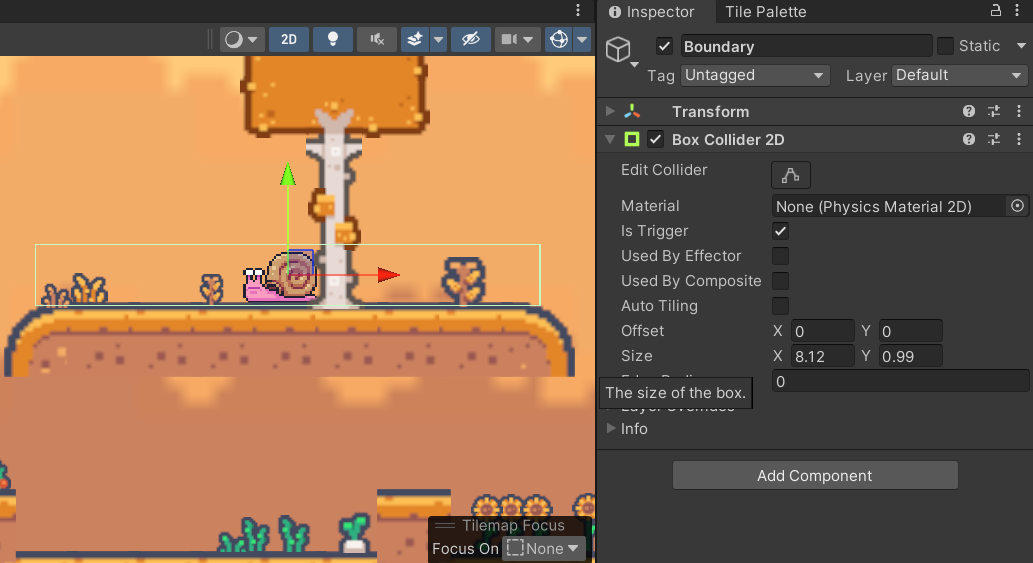 Inspector
Tile Palette
2D
Boundary
Static
Tag Untagged
Layer Default
Transform
Box Collider 2D
Edit Collider
Material None (Physics Material 2D)
Is Trigger
Used By Effector
Used By Composite
Auto Tiling
Offset X 0 Y 0
Size X 8.12 Y 0.99
0
The size of the box.
Info
Add Component
Tilemap Focus
Focus On None